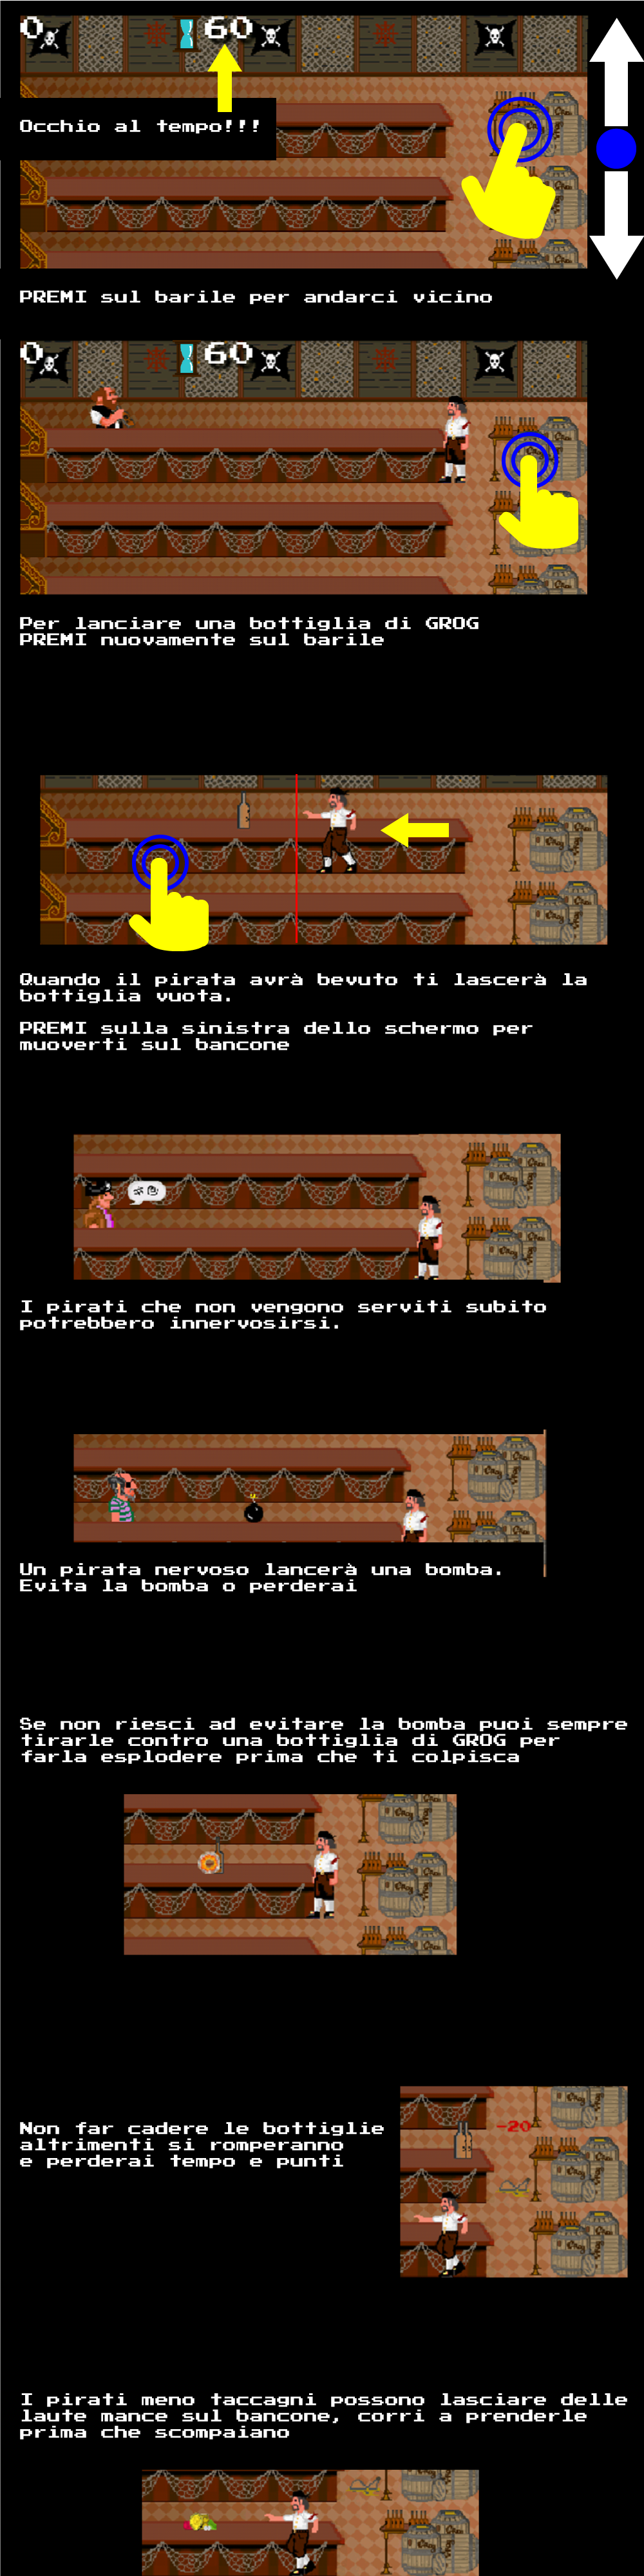 0
60
Occhio al tempo!!!
PREMI sul barile per andarci vicino
0
60
Per lanciare una bottiglia di GROG
PREMI nuovamente sul barile
Quando il pirata avrà bevuto ti lascerà la
bottiglia vuota.
PREMI sulla sinistra dello schermo per
muoverti sul bancone
I pirati che non vengono serviti subito
potrebbero innervosirsi.
Un pirata nervoso lancerà una bomba.
Evita la bomba o perderai
Se non riesci ad evitare la bomba puoi sempre
tirarle contro una bottiglia di GROG per
farla esplodere prima che ti colpisca
Non far cadere le bottiglie
altrimenti si romperanno
e perderai tempo e punti
-20
I pirati meno taccagni possono lasciare delle
laute mance sul bancone, corri a prenderle
prima che scompaiano